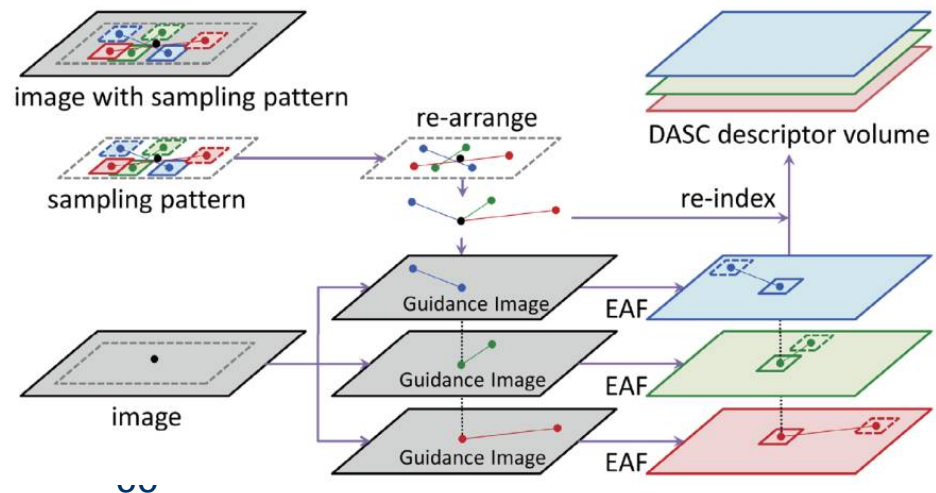 image with sampling pattern
re-arrange
DASC descriptor volume
sampling pattern
re-index
Guidance Image
EAF
Guidance Image
EAF
image
Guidance Image
EAF